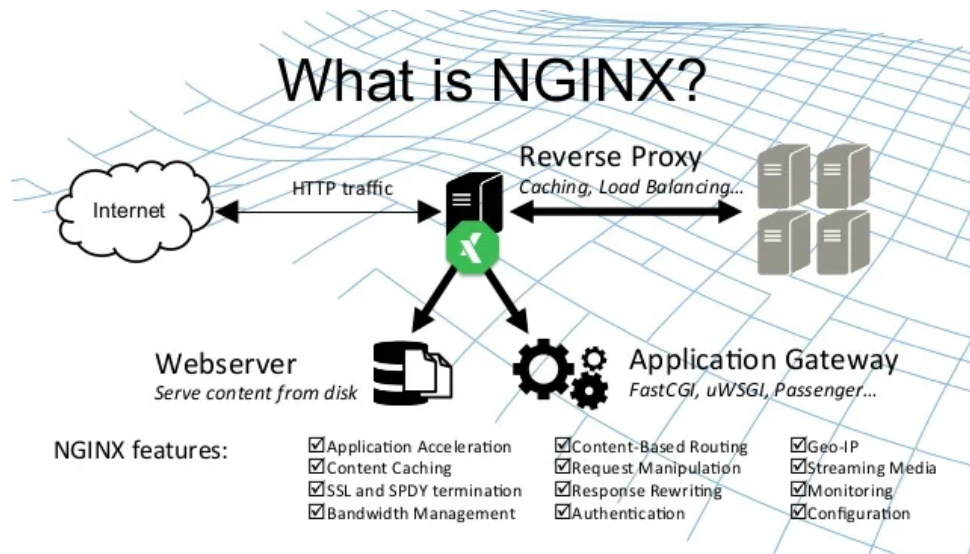 What is NGINX?
Reverse Proxy
HTTP traffic
Caching, Load Balancing...
Internet
Webserver
Serve content from disk
Application Gateway
FastCGI, uWSGI, Passenger...
NGINX features:
Application Acceleration
Content Caching
SSL and SPDY termination
Bandwidth Management
Content-Based Routing
Request Manipulation
Response Rewriting
Authentication
Geo-IP
Streaming Media
Monitoring
Configuration